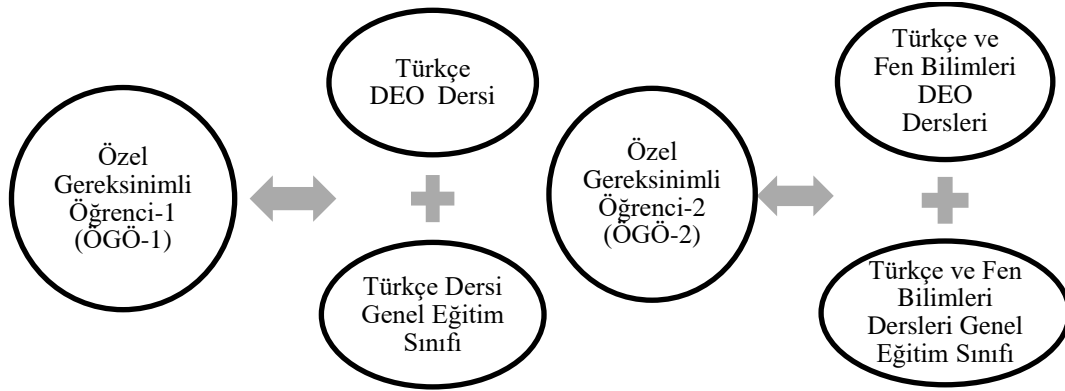 Özel
Gereksinimli
Öğrenci-1
(ÖGÖ-1)
Türkçe
DEO Dersi
Türkçe Dersi
Genel Eğitim
Sınıfı
Özel
Gereksinimli
Öğrenci-2
(ÖGÖ-2)
Türkçe ve
Fen Bilimleri
DEO
Dersleri
Türkçe ve Fen
Bilimleri
Dersleri Genel
Eğitim Sınıfı